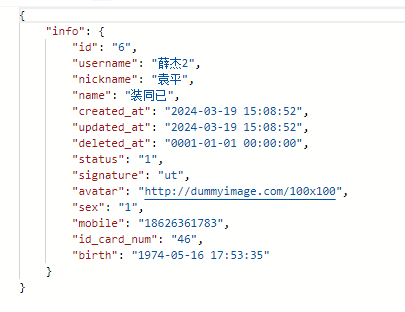 {
"info": {
"id": "6",
"username": "薛杰2",
"nickname": "袁平",
"name": "装同已",
"created_at": "2024-03-19 15:08:52",
"updated_at": "2024-03-19 15:08:52",
"deleted_at": "0001-01-01 00:00:00",
"status": "1",
"signature": "ut",
"avatar": "http://dummyimage.com/100x100",
"sex": "1",
"mobile": "18626361783",
"id_card_num": "46",
"birth": "1974-05-16 17:53:35"
}
}